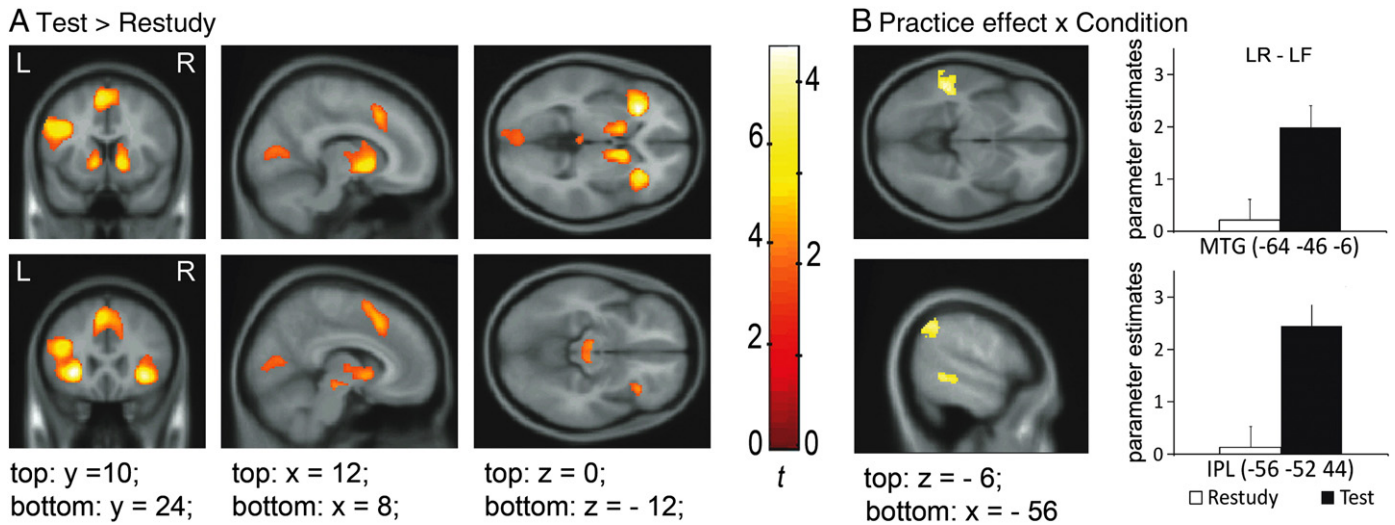 A Test > Restudy
L R
L R
top: y =10;
bottom: y = 24;
top: x = 12;
bottom: x = 8;
top: z = 0;
bottom: z = - 12;
6
4
2
0
4
2
0
t
B Practice effect x Condition
top: z = - 6;
bottom: x = - 56
LR - LF
parameter estimates
3
2
1
0
MTG (-64 -46 -6)
parameter estimates
3
2
1
0
IPL (-56 -52 44)
Restudy Test